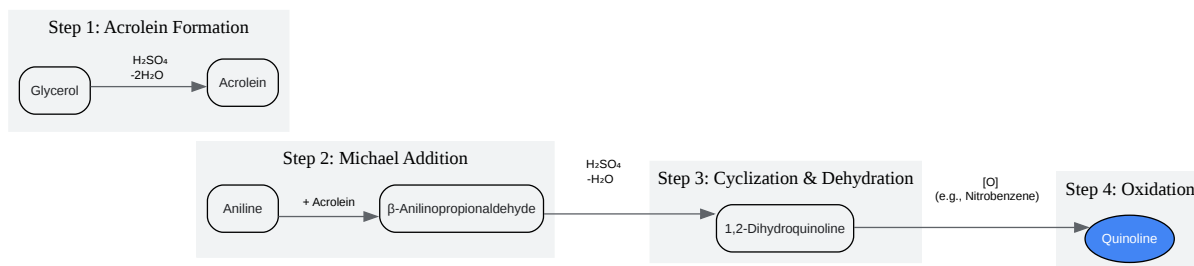 Step 1: Acrolein Formation
Glycerol
H₂SO₄
-2H₂O
Acrolein
Step 2: Michael Addition
Aniline
+ Acrolein
β-Anilinopropionaldehyde
H₂SO₄
-H₂O
Step 3: Cyclization & Dehydration
1,2-Dihydroquinoline
[O]
(e.g., Nitrobenzene)
Step 4: Oxidation
Quinoline